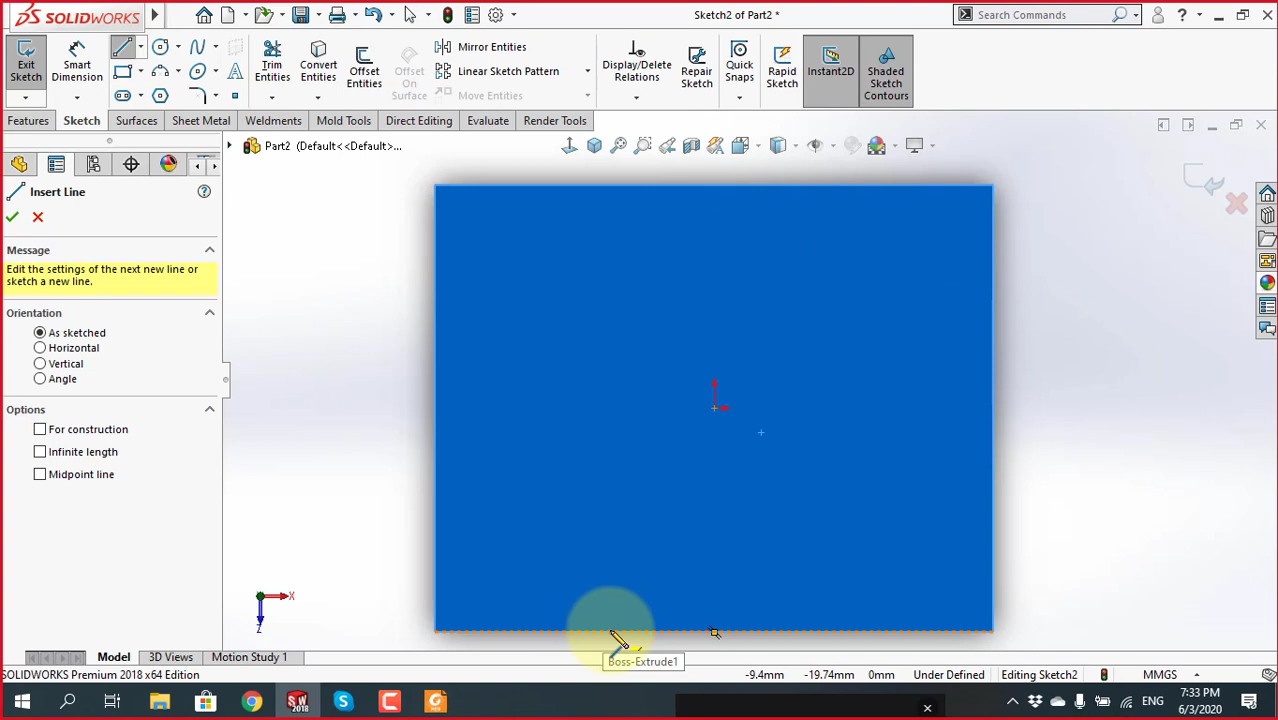 SOLIDWORKS
Sketch2 of Part2 *
Search Commands
Exit Sketch
Smart Dimension
Trim Entities
Convert Entities
Offset Entities
Offset On Surface
Mirror Entities
Linear Sketch Pattern
Move Entities
Display/Delete Relations
Repair Sketch
Quick Snaps
Rapid Sketch
Instant2D
Shaded Sketch Contours
Features
Sketch
Surfaces
Sheet Metal
Weldments
Mold Tools
Direct Editing
Evaluate
Render Tools
Part2 (Default<<Default>...
Insert Line
Message
Edit the settings of the next new line or
sketch a new line.
Orientation
As sketched
Horizontal
Vertical
Angle
Options
For construction
Infinite length
Midpoint line
X
Z
Boss-Extrude1
Model
3D Views
Motion Study 1
SOLIDWORKS Premium 2018 x64 Edition
-9.4mm
-19.74mm
0mm
Under Defined
Editing Sketch2
MMGS
ENG
7:33 PM
6/3/2020